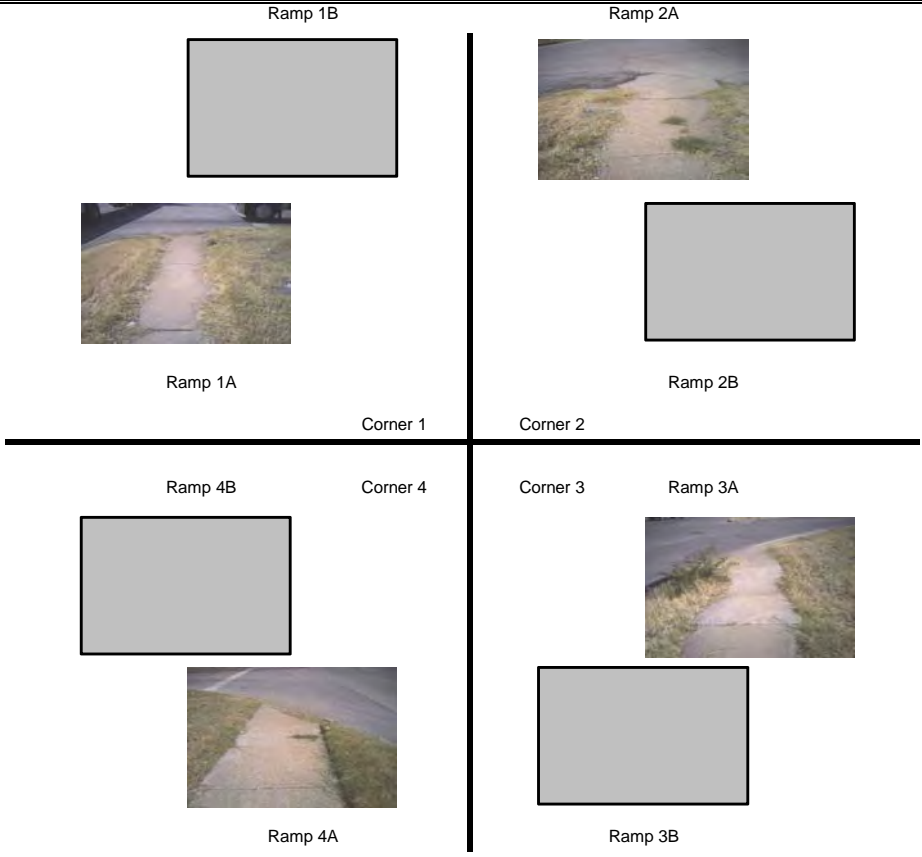 Ramp 1B
Ramp 2A
Ramp 1A
Ramp 2B
Corner 1
Corner 2
Ramp 4B
Corner 4
Corner 3
Ramp 3A
Ramp 4A
Ramp 3B